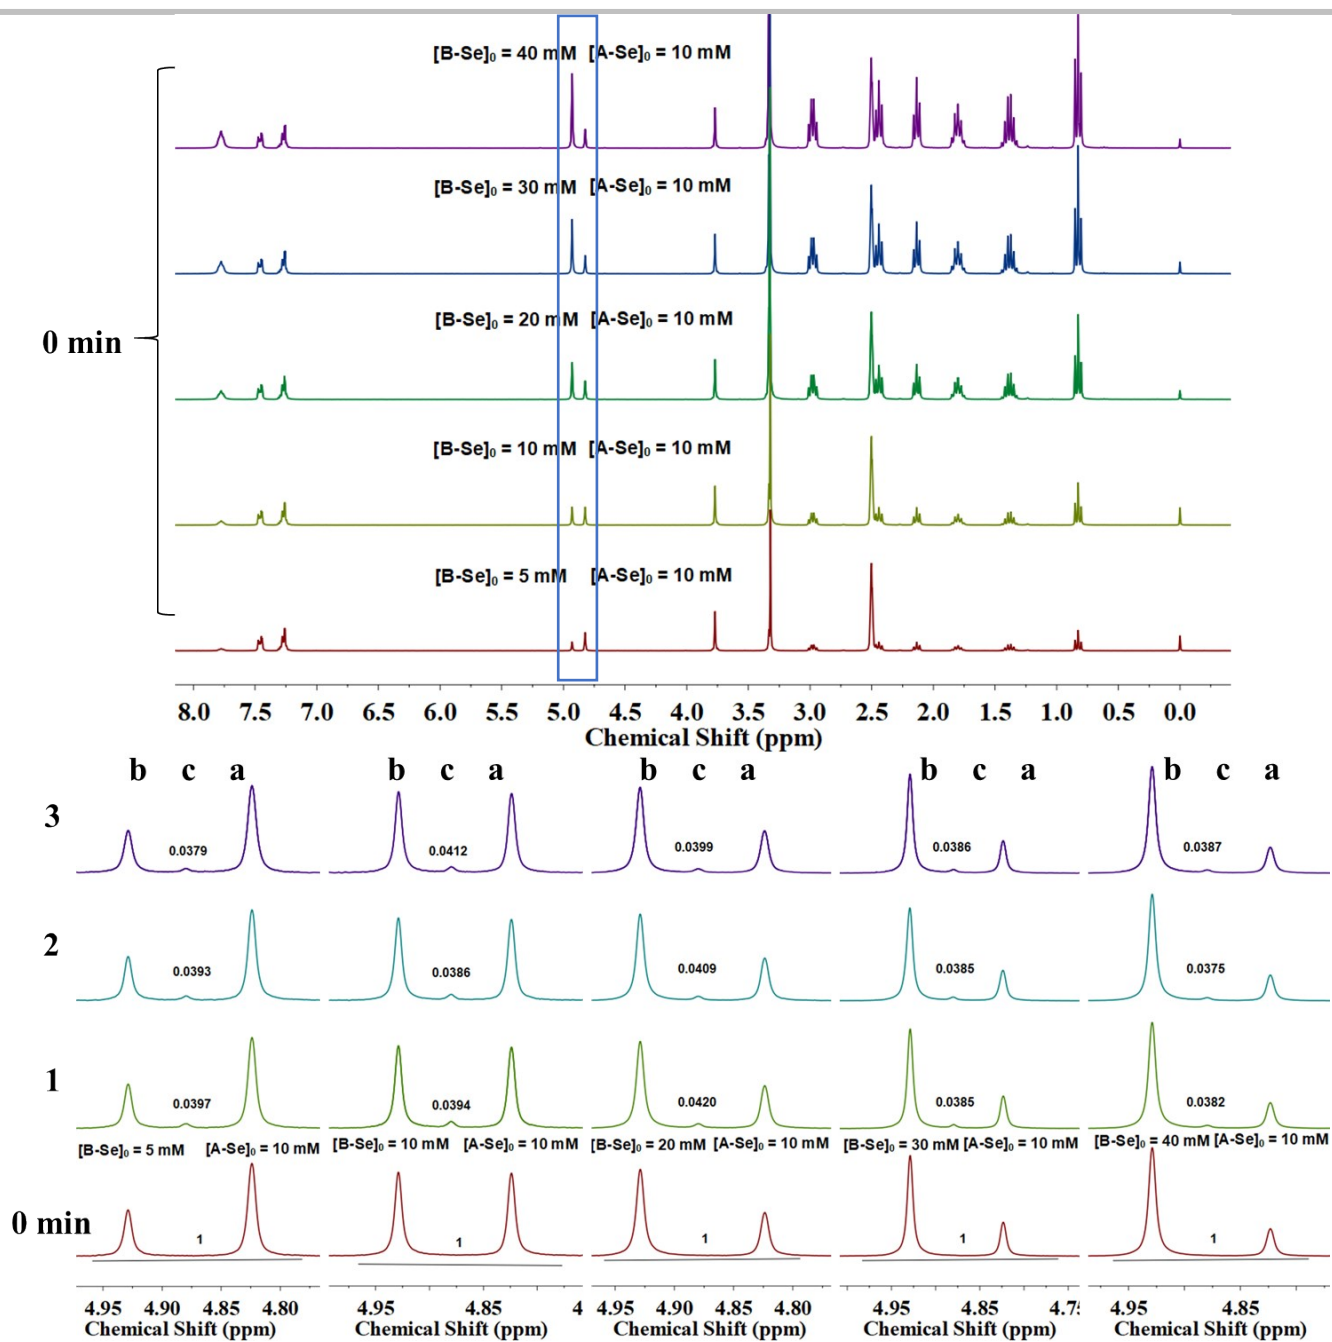 [B-Se]₀ = 40 mM [A-Se]₀ = 10 mM
[B-Se]₀ = 30 mM [A-Se]₀ = 10 mM
0 min
[B-Se]₀ = 20 mM [A-Se]₀ = 10 mM
[B-Se]₀ = 10 mM [A-Se]₀ = 10 mM
[B-Se]₀ = 5 mM [A-Se]₀ = 10 mM
8.0 7.5 7.0 6.5 6.0 5.5 5.0 4.5 4.0 3.5 3.0 2.5 2.0 1.5 1.0 0.5 0.0
Chemical Shift (ppm)
b c a b c a b c a b c a b c a
3
0.0379 0.0412 0.0399 0.0386 0.0387
2
0.0393 0.0386 0.0409 0.0385 0.0375
1
0.0397 0.0394 0.0420 0.0385 0.0382
[B-Se]₀ = 5 mM [A-Se]₀ = 10 mM [B-Se]₀ = 10 mM [A-Se]₀ = 10 mM [B-Se]₀ = 20 mM [A-Se]₀ = 10 mM [B-Se]₀ = 30 mM [A-Se]₀ = 10 mM [B-Se]₀ = 40 mM [A-Se]₀ = 10 mM
0 min
1 1 1 1 1
4.95 4.90 4.85 4.80 4.95 4.85 4 4.95 4.90 4.85 4.80 4.95 4.85 4.75 4.95 4.85
Chemical Shift (ppm) Chemical Shift (ppm) Chemical Shift (ppm) Chemical Shift (ppm) Chemical Shift (ppm)